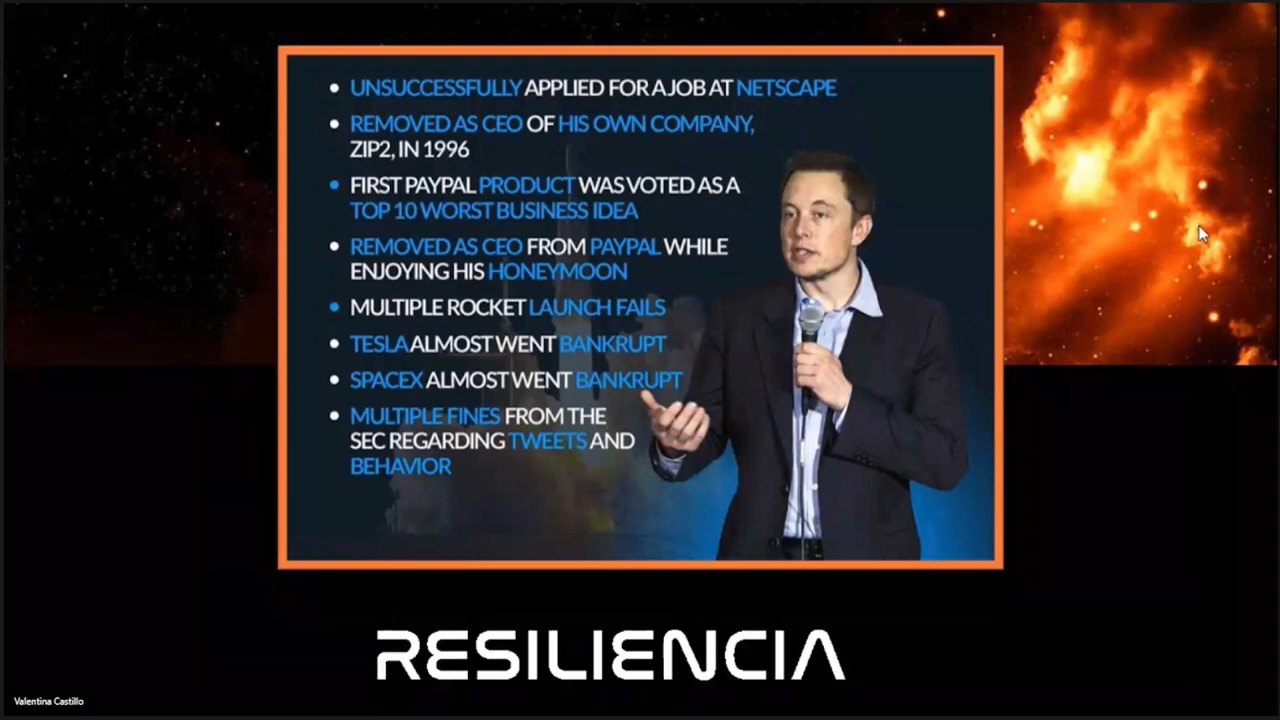 UNSUCCESSFULLY APPLIED FOR A JOB AT NETSCAPE
REMOVED AS CEO OF HIS OWN COMPANY,
ZIP2, IN 1996
FIRST PAYPAL PRODUCT WAS VOTED AS A
TOP 10 WORST BUSINESS IDEA
REMOVED AS CEO FROM PAYPAL WHILE
ENJOYING HIS HONEYMOON
MULTIPLE ROCKET LAUNCH FAILS
TESLA ALMOST WENT BANKRUPT
SPACEX ALMOST WENT BANKRUPT
MULTIPLE FINES FROM THE
SEC REGARDING TWEETS AND
BEHAVIOR
RESILIENCIA
Valentina Castillo